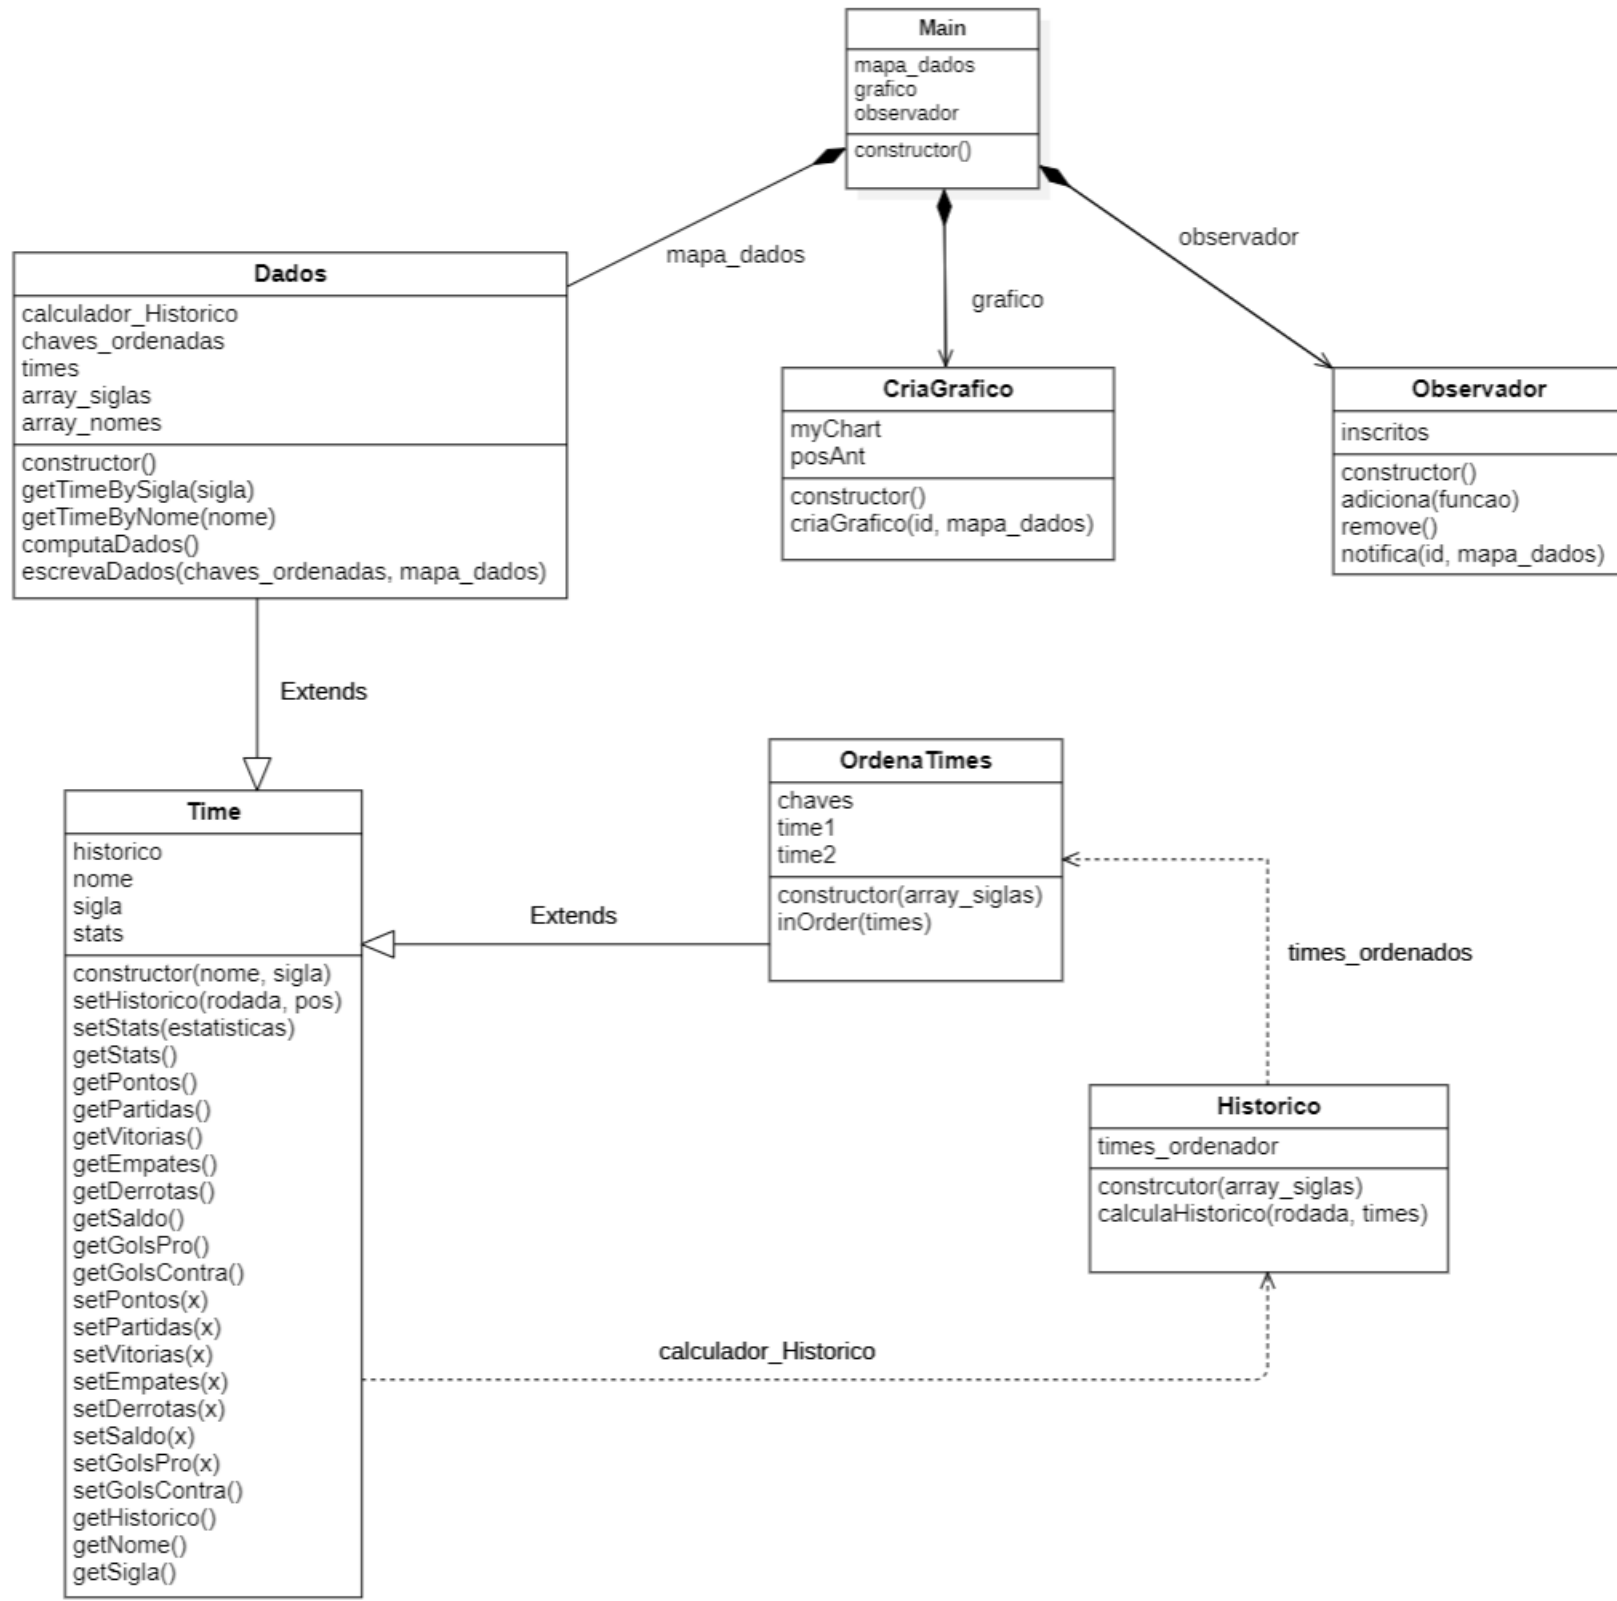 Main
mapa_dados
grafico
observador
constructor()
mapa_dados
grafico
observador
Dados
calculador_Historico
chaves_ordenadas
times
array_siglas
array_nomes
constructor()
getTimeBySigla(sigla)
getTimeByNome(nome)
computaDados()
escrevaDados(chaves_ordenadas, mapa_dados)
CriaGrafico
myChart
posAnt
constructor()
criaGrafico(id, mapa_dados)
Observador
inscritos
constructor()
adiciona(funcao)
remove()
notifica(id, mapa_dados)
Extends
Time
historico
nome
sigla
stats
constructor(nome, sigla)
setHistorico(rodada, pos)
setStats(estatisticas)
getStats()
getPontos()
getPartidas()
getVitorias()
getEmpates()
getDerrotas()
getSaldo()
getGolsPro()
getGolsContra()
setPontos(x)
setPartidas(x)
setVitorias(x)
setEmpates(x)
setDerrotas(x)
setSaldo(x)
setGolsPro(x)
setGolsContra()
getHistorico()
getNome()
getSigla()
Extends
OrdenaTimes
chaves
time1
time2
constructor(array_siglas)
inOrder(times)
times_ordenados
Historico
times_ordenador
constrcutor(array_siglas)
calculaHistorico(rodada, times)
calculador_Historico